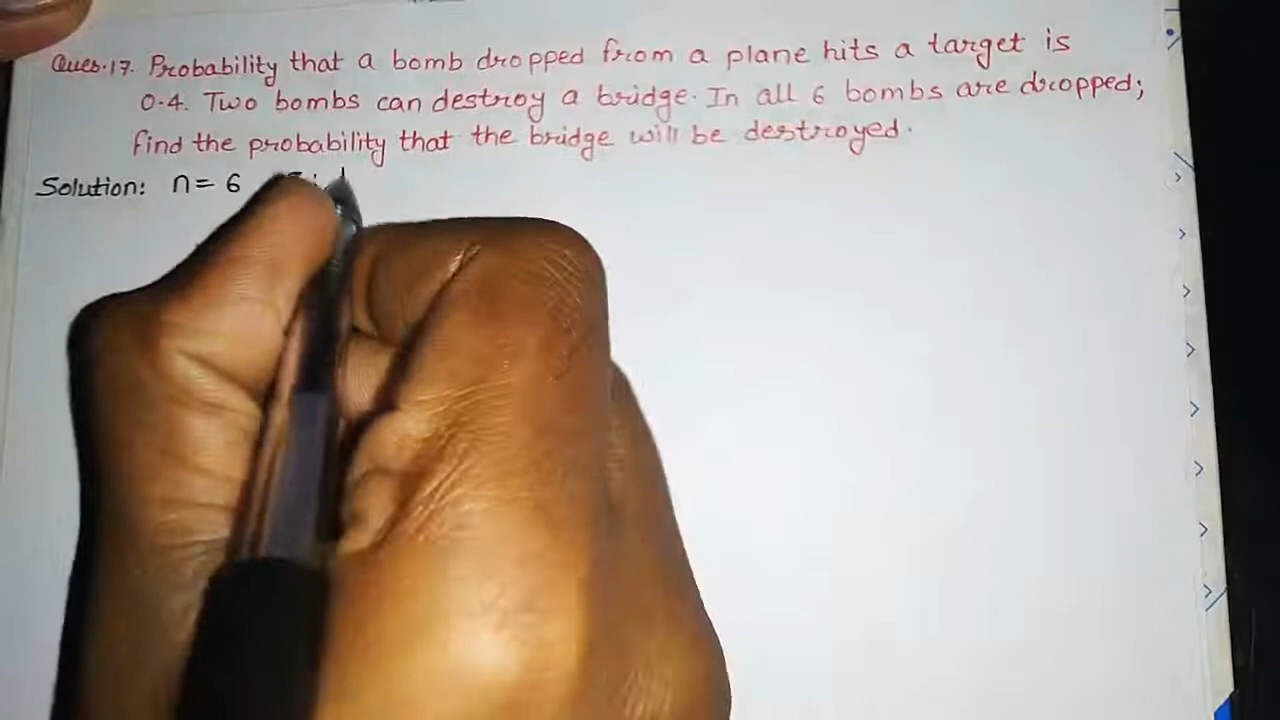 Ques.17. Probability that a bomb dropped from a plane hits a target is
0.4. Two bombs can destroy a bridge. In all 6 bombs are dropped;
find the probability that the bridge will be destroyed.
Solution: n = 6